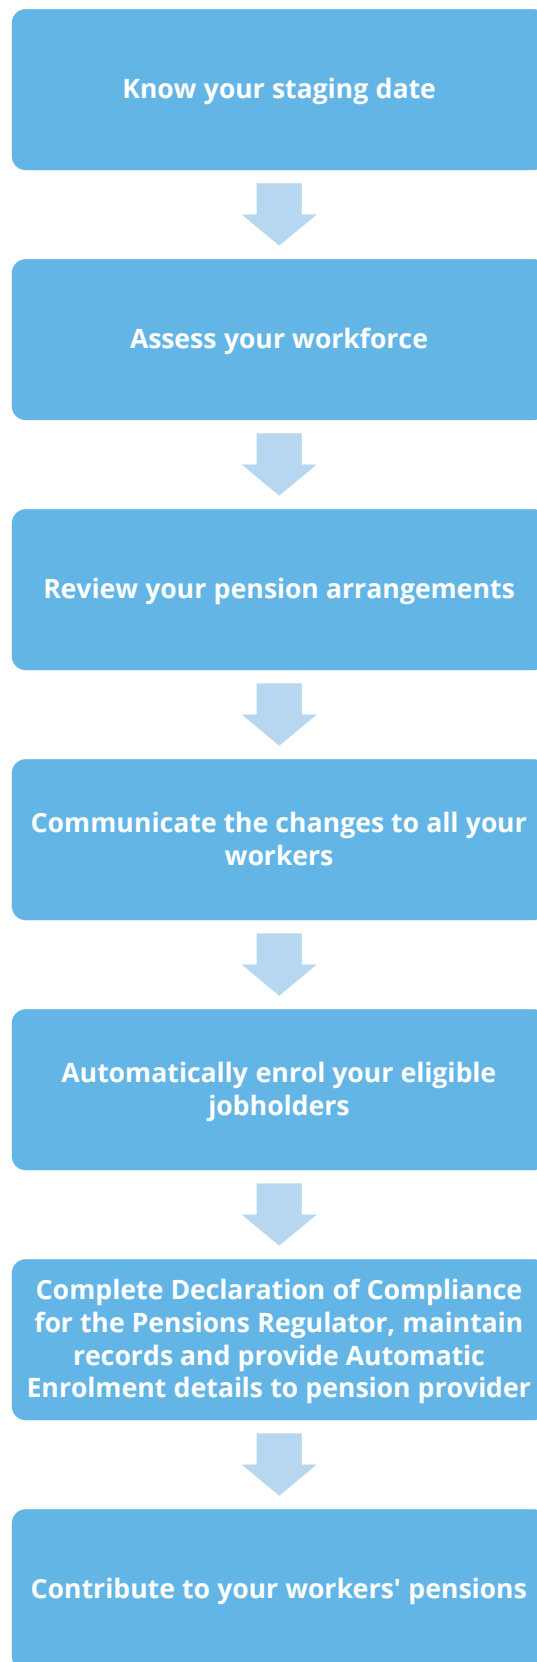 Know your staging date
Assess your workforce
Review your pension arrangements
Communicate the changes to all your
workers
Automatically enrol your eligible
jobholders
Complete Declaration of Compliance
for the Pensions Regulator, maintain
records and provide Automatic
Enrolment details to pension provider
Contribute to your workers' pensions